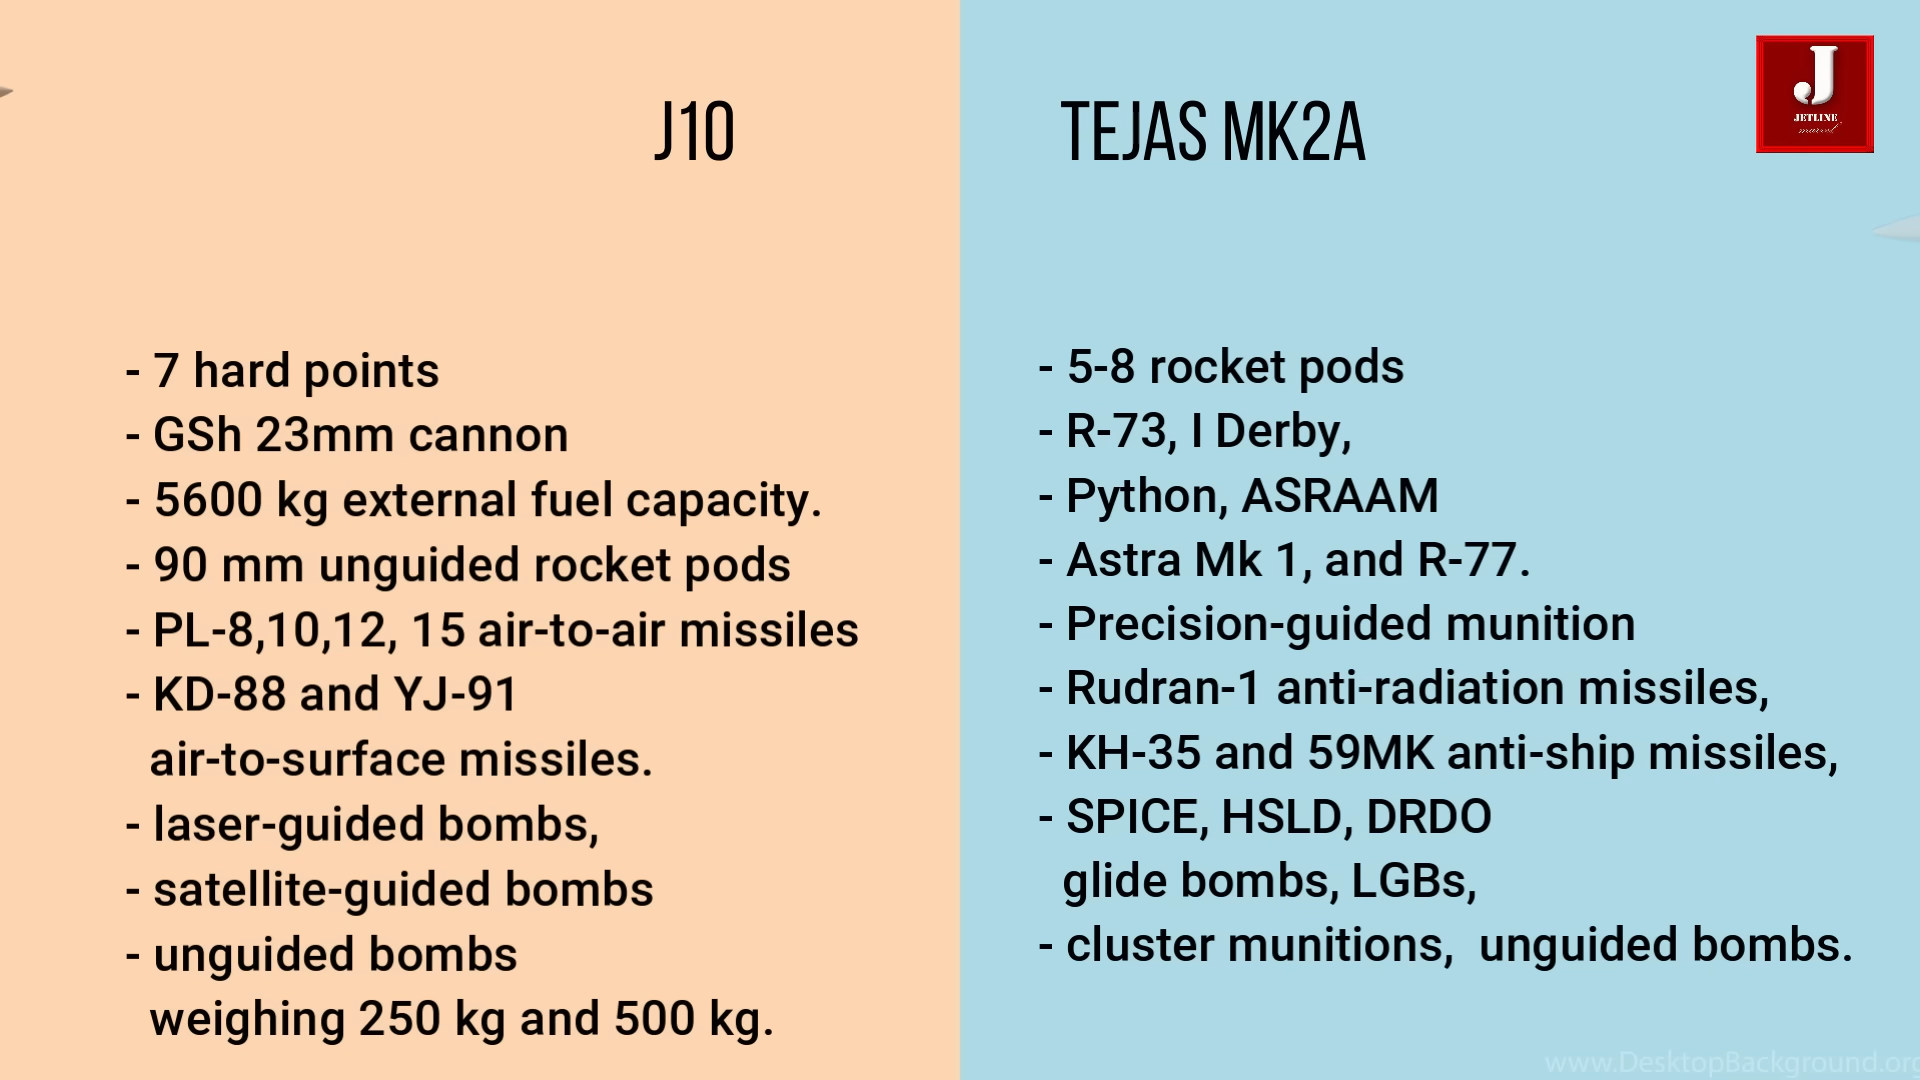 J10
- 7 hard points
- GSh 23mm cannon
- 5600 kg external fuel capacity.
- 90 mm unguided rocket pods
- PL-8,10,12, 15 air-to-air missiles
- KD-88 and YJ-91
air-to-surface missiles.
- laser-guided bombs,
- satellite-guided bombs
- unguided bombs
weighing 250 kg and 500 kg.
TEJAS MK2A
- 5-8 rocket pods
- R-73, I Derby,
- Python, ASRAAM
- Astra Mk 1, and R-77.
- Precision-guided munition
- Rudran-1 anti-radiation missiles,
- KH-35 and 59MK anti-ship missiles,
- SPICE, HSLD, DRDO
glide bombs, LGBs,
- cluster munitions, unguided bombs.
J
JETLINE
www.DesktopBackground.org